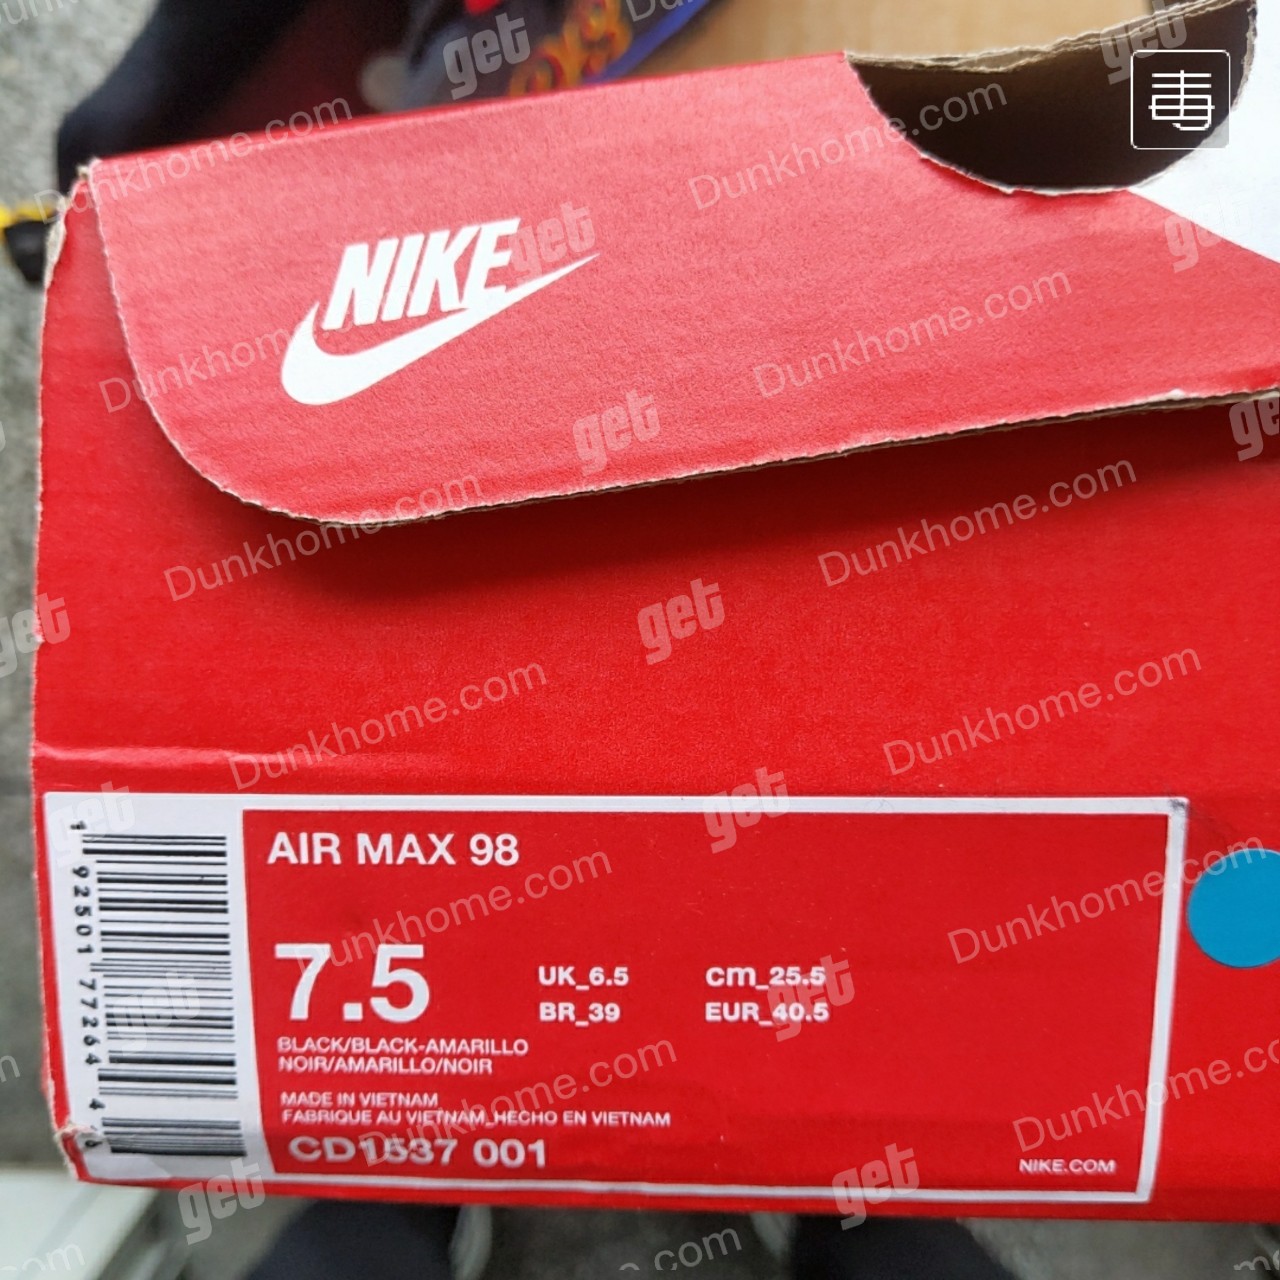 毒
NIKE
AIR MAX 98
7.5
UK_6.5
cm_25.5
BR_39
EUR_40.5
BLACK/BLACK-AMARILLO
NOIR/AMARILLO/NOIR
MADE IN VIETNAM
FABRIQUE AU VIETNAM_HECHO EN VIETNAM
CD1537 001
NIKE.COM
92501 77264 4
get
Dunkhome.com